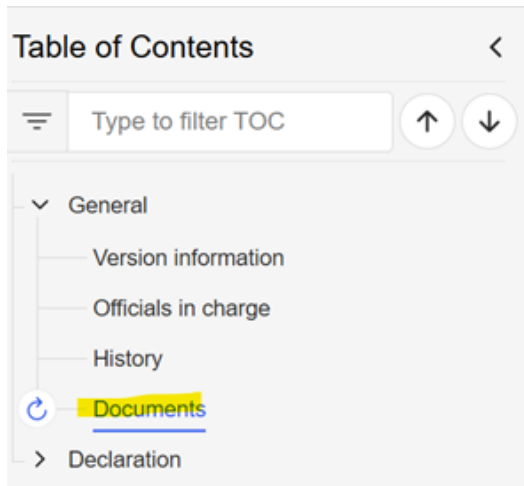 Table of Contents
Type to filter TOC
General
Version information
Officials in charge
History
Documents
Declaration